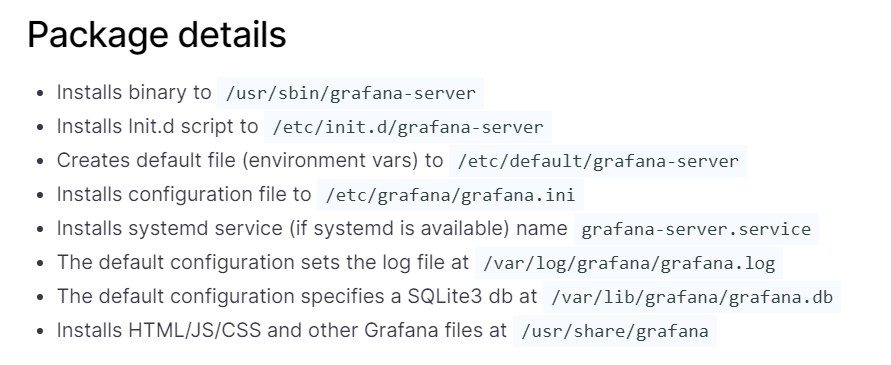 Package details
• Installs binary to /usr/sbin/grafana-server
• Installs Init.d script to /etc/init.d/grafana-server
• Creates default file (environment vars) to /etc/default/grafana-server
• Installs configuration file to /etc/grafana/grafana.ini
• Installs systemd service (if systemd is available) name grafana-server.service
• The default configuration sets the log file at /var/log/grafana/grafana.log
• The default configuration specifies a SQLite3 db at /var/lib/grafana/grafana.db
• Installs HTML/JS/CSS and other Grafana files at /usr/share/grafana